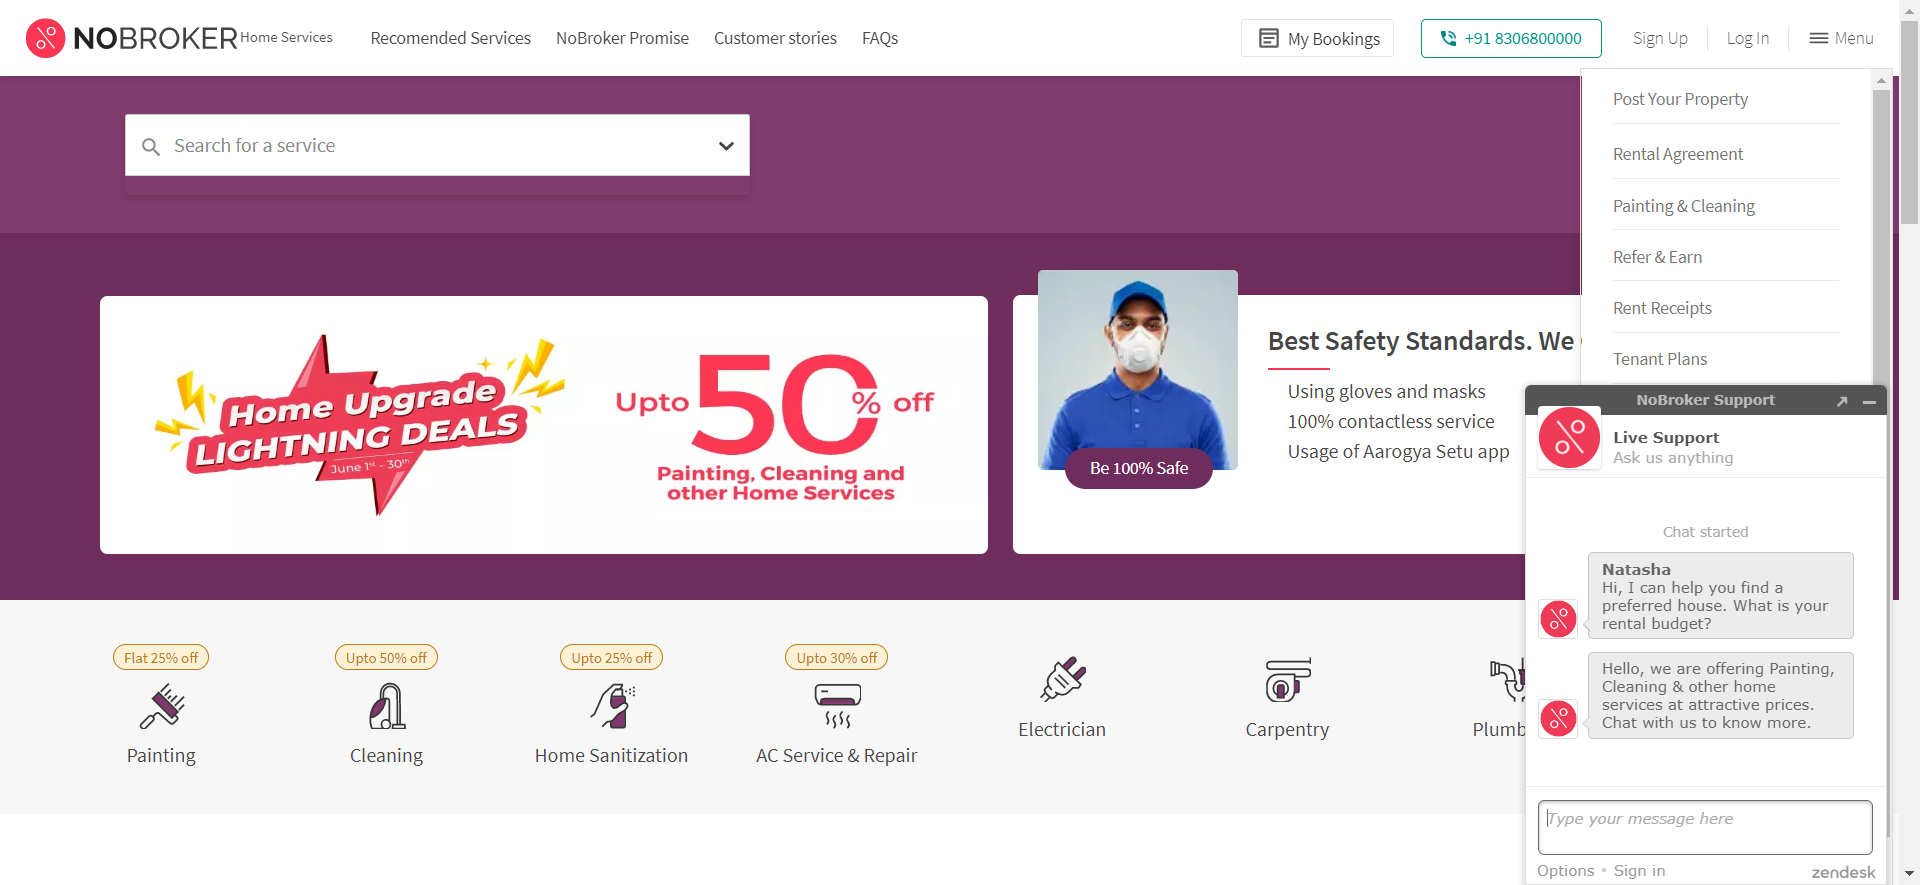 NOBROKER Home Services
Recomended Services
NoBroker Promise
Customer stories
FAQs
My Bookings
+91 8306800000
Sign Up
Log In
Menu
Search for a service
Post Your Property
Rental Agreement
Painting & Cleaning
Refer & Earn
Rent Receipts
Tenant Plans
Home Upgrade
LIGHTNING DEALS
June 1st - 30th
Upto 50% off
Painting, Cleaning and
other Home Services
Be 100% Safe
Best Safety Standards. We
Using gloves and masks
100% contactless service
Usage of Aarogya Setu app
NoBroker Support
Live Support
Ask us anything
Chat started
Natasha
Hi, I can help you find a
preferred house. What is your
rental budget?
Hello, we are offering Painting,
Cleaning & other home
services at attractive prices.
Chat with us to know more.
Type your message here
Options • Sign in
zendesk
Flat 25% off
Painting
Upto 50% off
Cleaning
Upto 25% off
Home Sanitization
Upto 30% off
AC Service & Repair
Electrician
Carpentry
Plumb